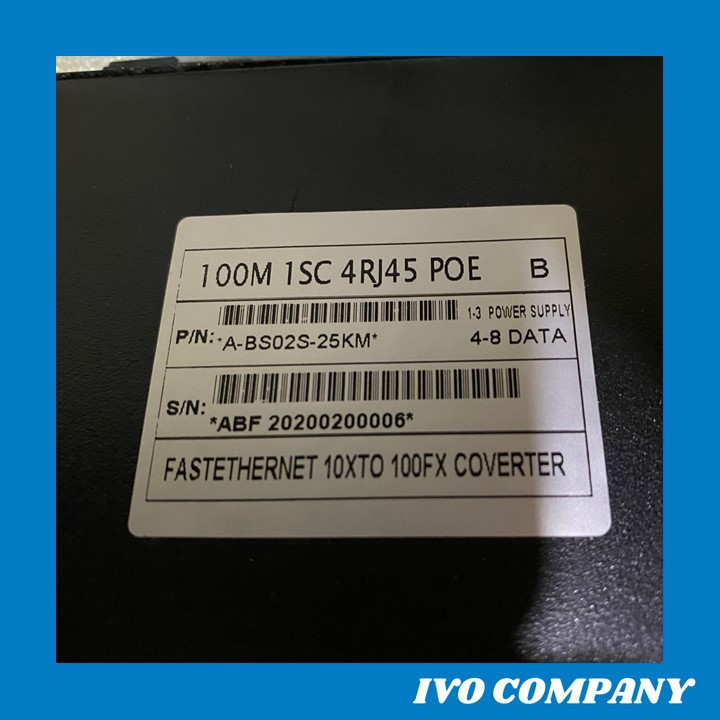 100M 1SC 4RJ45 POE B
1-3 POWER SUPPLY
P/N: *A-BS02S-25KM* 4-8 DATA
S/N:
*ABF 20200200006*
FASTETHERNET 10XTO 100FX COVERTER
IVO COMPANY